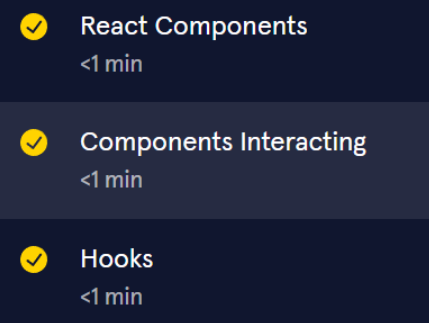 React Components
<1 min
Components Interacting
<1 min
Hooks
<1 min